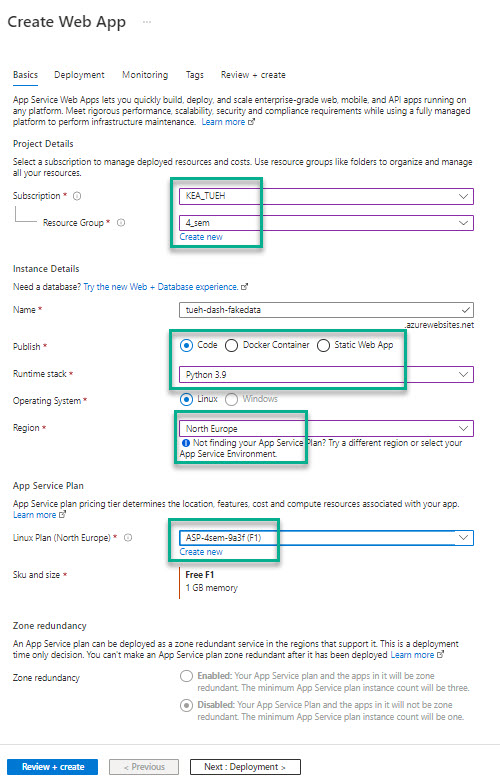 Create Web App ...
Basics Deployment Monitoring Tags Review + create
App Service Web Apps lets you quickly build, deploy, and scale enterprise-grade web, mobile, and API apps running on
any platform. Meet rigorous performance, scalability, security and compliance requirements while using a fully managed
platform to perform infrastructure maintenance. Learn more
Project Details
Select a subscription to manage deployed resources and costs. Use resource groups like folders to organize and manage
all your resources.
Subscription * KEA_TUEH
Resource Group * 4_sem
Create new
Instance Details
Need a database? Try the new Web + Database experience.
Name * tueh-dash-fakedata
.azurewebsites.net
Publish * Code Docker Container Static Web App
Runtime stack * Python 3.9
Operating System * Linux Windows
Region * North Europe
Not finding your App Service Plan? Try a different region or select your
App Service Environment.
App Service Plan
App Service plan pricing tier determines the location, features, cost and compute resources associated with your app.
Learn more
Linux Plan (North Europe) * ASP-4sem-9a3f (F1)
Create new
Sku and size * Free F1
1 GB memory
Zone redundancy
An App Service plan can be deployed as a zone redundant service in the regions that support it. This is a deployment
time only decision. You can't make an App Service plan zone redundant after it has been deployed Learn more
Zone redundancy Enabled: Your App Service plan and the apps in it will be zone
redundant. The minimum App Service plan instance count will be three.
Disabled: Your App Service Plan and the apps in it will not be zone
redundant. The minimum App Service plan instance count will be one.
Review + create < Previous Next : Deployment >